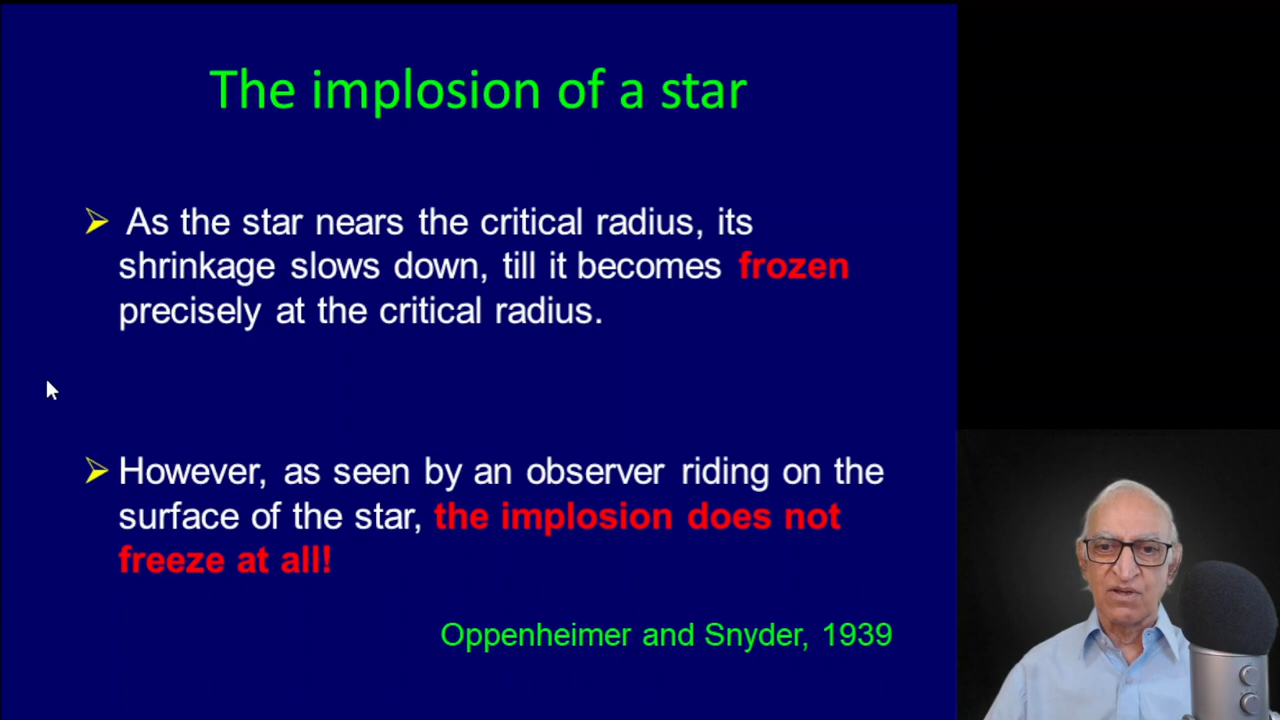 The implosion of a star
As the star nears the critical radius, its
shrinkage slows down, till it becomes frozen
precisely at the critical radius.
However, as seen by an observer riding on the
surface of the star, the implosion does not
freeze at all!
Oppenheimer and Snyder, 1939